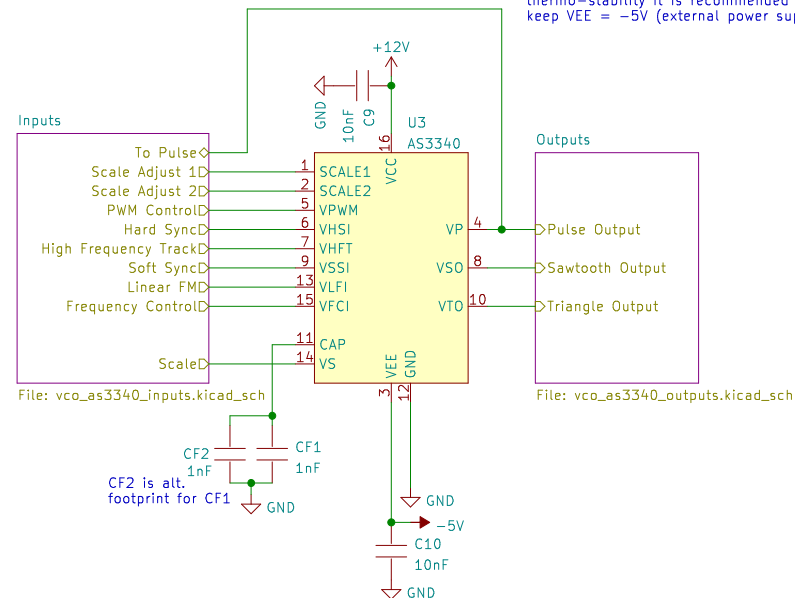 thermo-stability it is recommended
keep VEE = -5V (external power sup
+12V
GND
10nF
C9
U3
AS3340
16
VCC
Inputs
To Pulse
Scale Adjust 1
Scale Adjust 2
PWM Control
Hard Sync
High Frequency Track
Soft Sync
Linear FM
Frequency Control
Scale
File: vco_as3340_inputs.kicad_sch
1 SCALE1
2 SCALE2
5 VPWM
6 VHSI
7 VHFT
9 VSSI
13 VLFI
15 VFCI
11 CAP
14 VS
VP 4
VSO 8
VTO 10
VEE
GND
3
12
Outputs
Pulse Output
Sawtooth Output
Triangle Output
File: vco_as3340_outputs.kicad_sch
CF2
1nF
CF1
1nF
CF2 is alt.
footprint for CF1
GND
GND
-5V
C10
10nF
GND